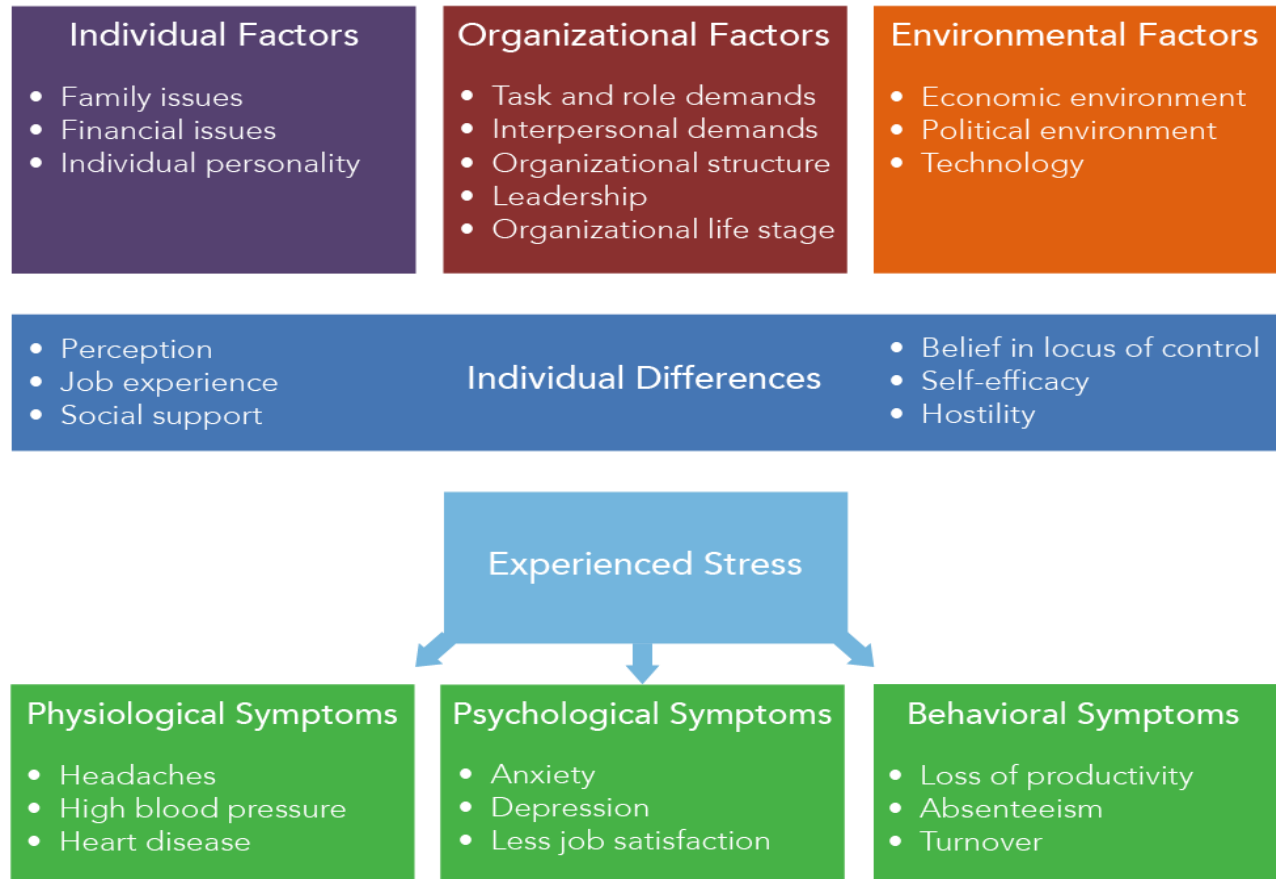 Individual Factors
• Family issues
• Financial issues
• Individual personality
Organizational Factors
• Task and role demands
• Interpersonal demands
• Organizational structure
• Leadership
• Organizational life stage
Environmental Factors
• Economic environment
• Political environment
• Technology
• Perception
• Job experience
• Social support
Individual Differences
• Belief in locus of control
• Self-efficacy
• Hostility
Experienced Stress
Physiological Symptoms
• Headaches
• High blood pressure
• Heart disease
Psychological Symptoms
• Anxiety
• Depression
• Less job satisfaction
Behavioral Symptoms
• Loss of productivity
• Absenteeism
• Turnover